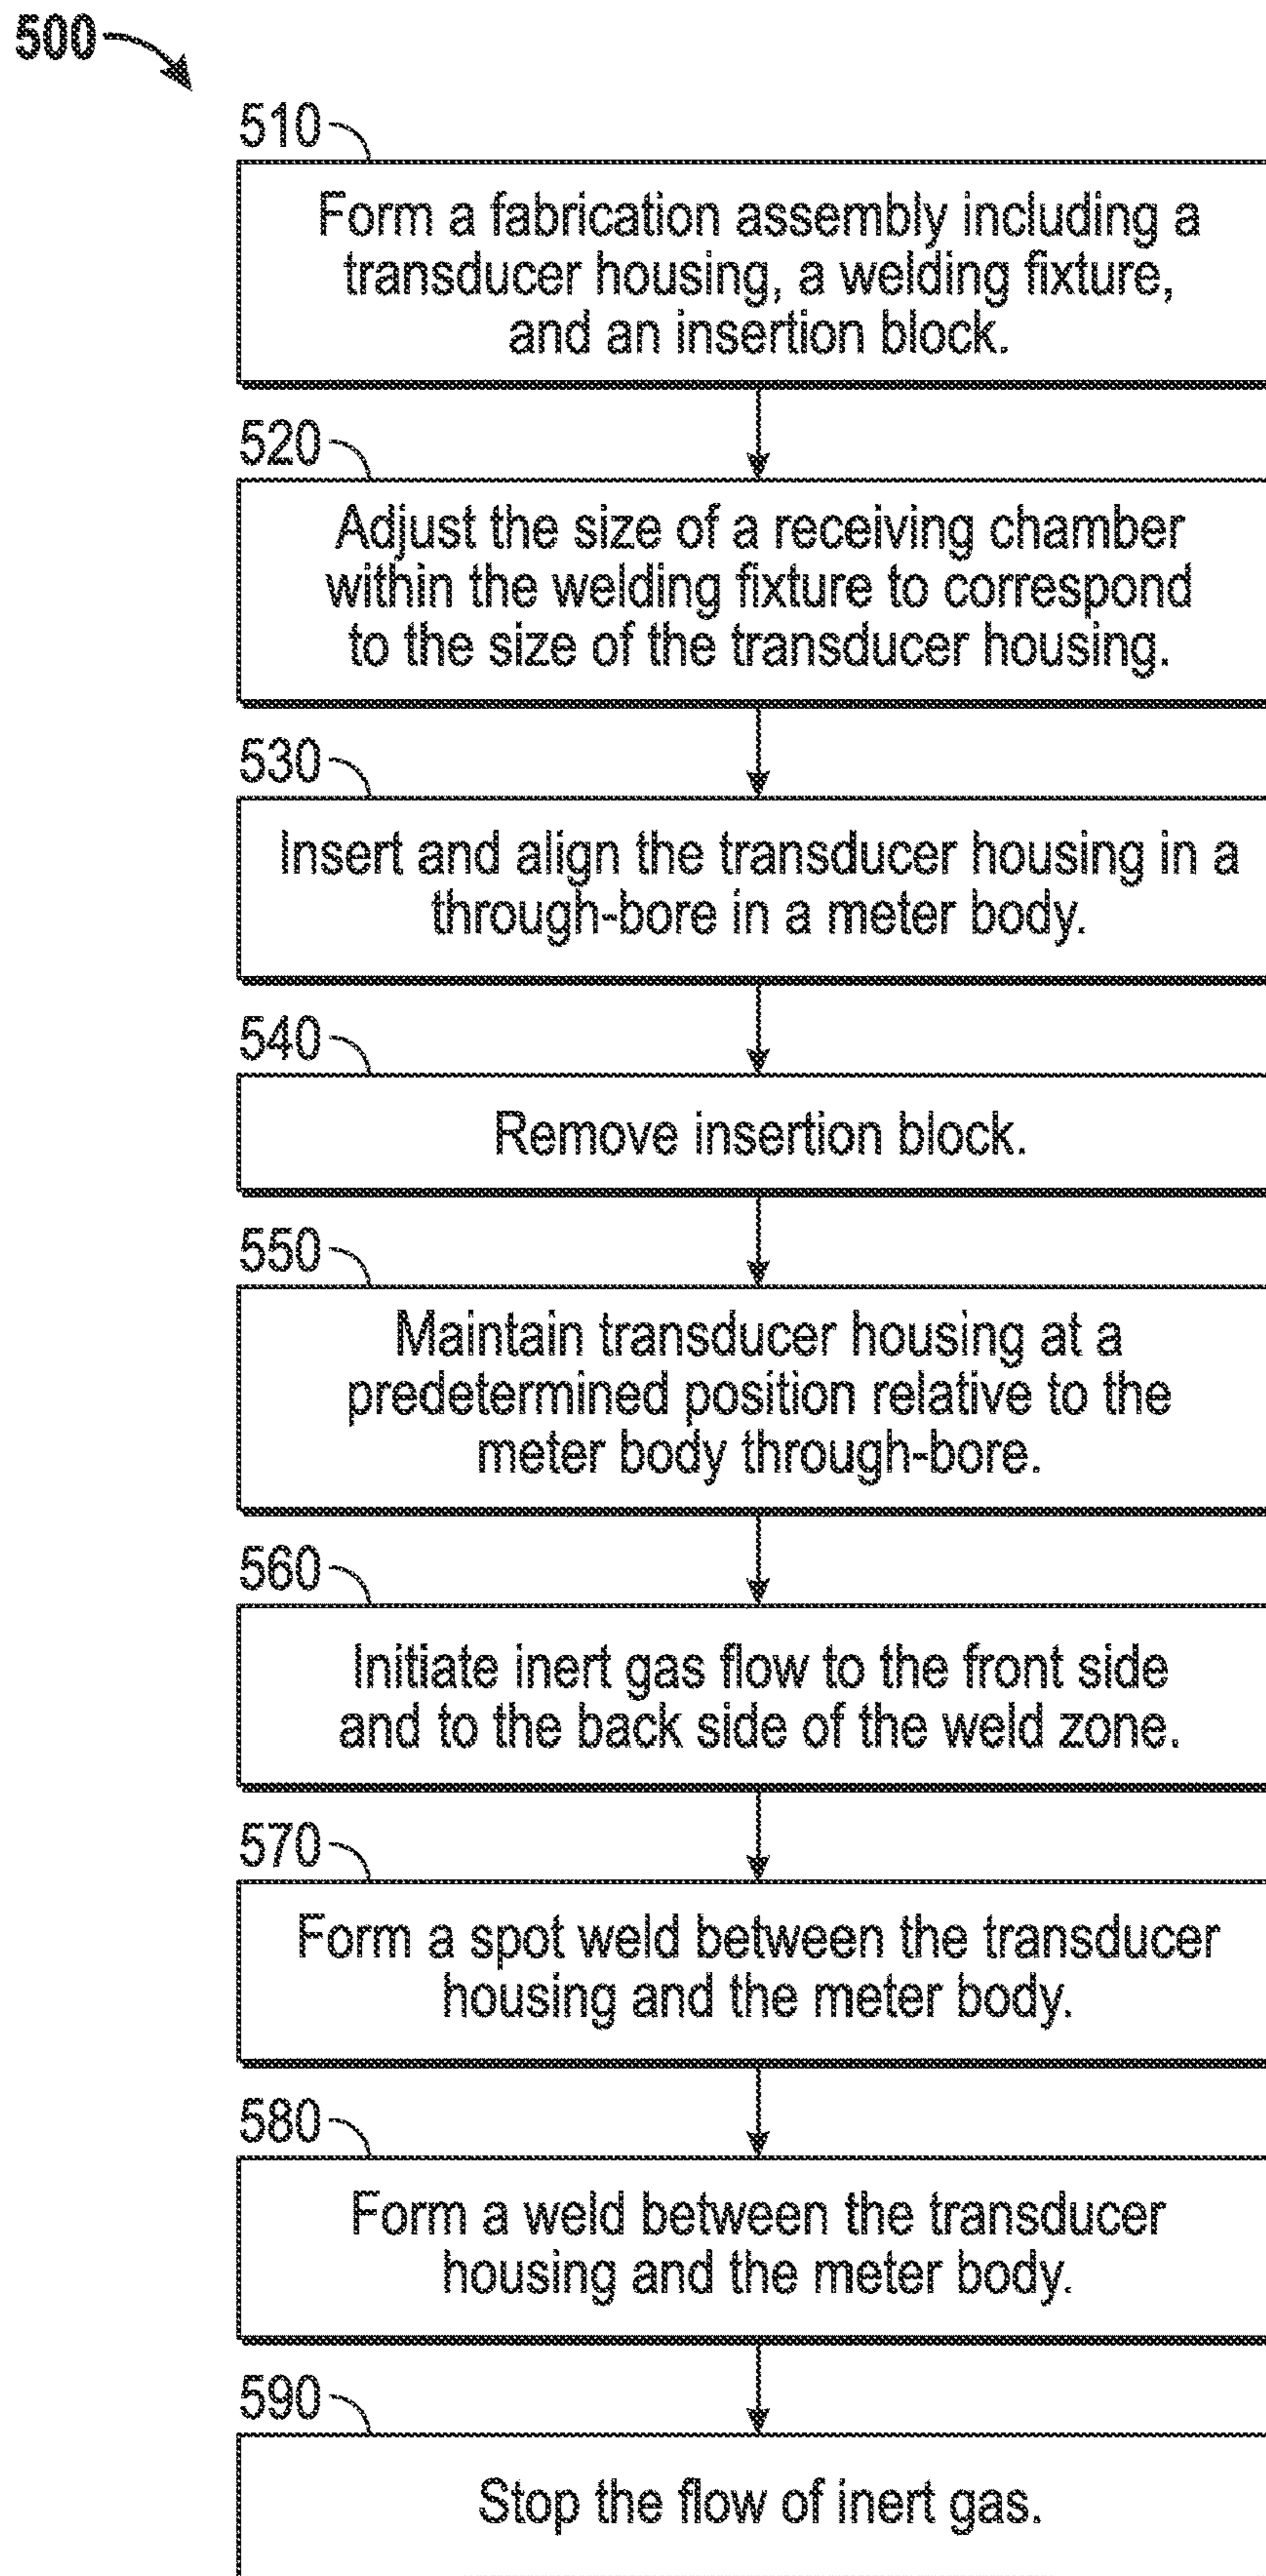 500
510
Form a fabrication assembly including a
transducer housing, a welding fixture,
and an insertion block.
520
Adjust the size of a receiving chamber
within the welding fixture to correspond
to the size of the transducer housing.
530
Insert and align the transducer housing in a
through-bore in a meter body.
540
Remove insertion block.
550
Maintain transducer housing at a
predetermined position relative to the
meter body through-bore.
560
Initiate inert gas flow to the front side
and to the back side of the weld zone.
570
Form a spot weld between the transducer
housing and the meter body.
580
Form a weld between the transducer
housing and the meter body.
590
Stop the flow of inert gas.